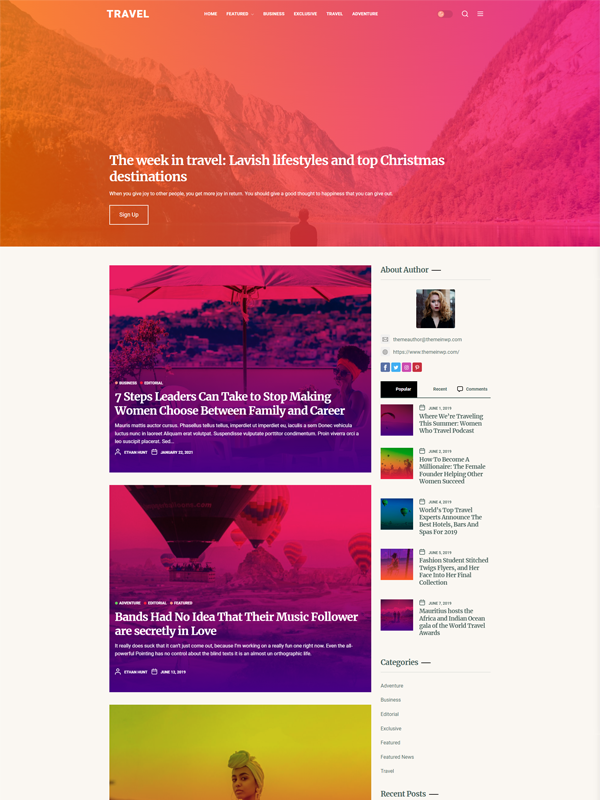 TRAVEL
HOME FEATURED BUSINESS EXCLUSIVE TRAVEL ADVENTURE
The week in travel: Lavish lifestyles and top Christmas
destinations
When you give joy to other people, you get more joy in return. You should give a good thought to happiness that you can give out.
Sign Up
BUSINESS EDITORIAL
7 Steps Leaders Can Take to Stop Making
Women Choose Between Family and Career
Mauris mattis auctor cursus. Phasellus tellus tellus, imperdiet ut imperdiet eu, iaculis a sem Donec vehicula
luctus nunc in laoreet Aliquam erat volutpat. Suspendisse vulputate porttitor condimentum. Proin viverra orci a
leo suscipit placerat. Sed...
ETHAN HUNT JANUARY 22, 2021
ADVENTURE EDITORIAL FEATURED
Bands Had No Idea That Their Music Follower
are secretly in Love
It really does suck that it can't just come out, because I'm working on a really fun one right now. Even the all-
powerful Pointing has no control about the blind texts it is an almost un orthographic life.
ETHAN HUNT JUNE 13, 2019
About Author
themeauthor@themeinwp.com
https://www.themeinwp.com/
Popular Recent Comments
JUNE 1, 2019
Where We're Traveling
This Summer: Women
Who Travel Podcast
JUNE 2, 2019
How To Become A
Millionaire: The Female
Founder Helping Other
Women Succeed
JUNE 4, 2019
World's Top Travel
Experts Announce The
Best Hotels, Bars And
Spas For 2019
JUNE 5, 2019
Fashion Student Stitched
Twigs Flyers, and Her
Face Into Her Final
Collection
JUNE 7, 2019
Mauritius hosts the
Africa and Indian Ocean
gala of the World Travel
Awards
Categories
Adventure
Business
Editorial
Exclusive
Featured
Featured News
Travel
Recent Posts